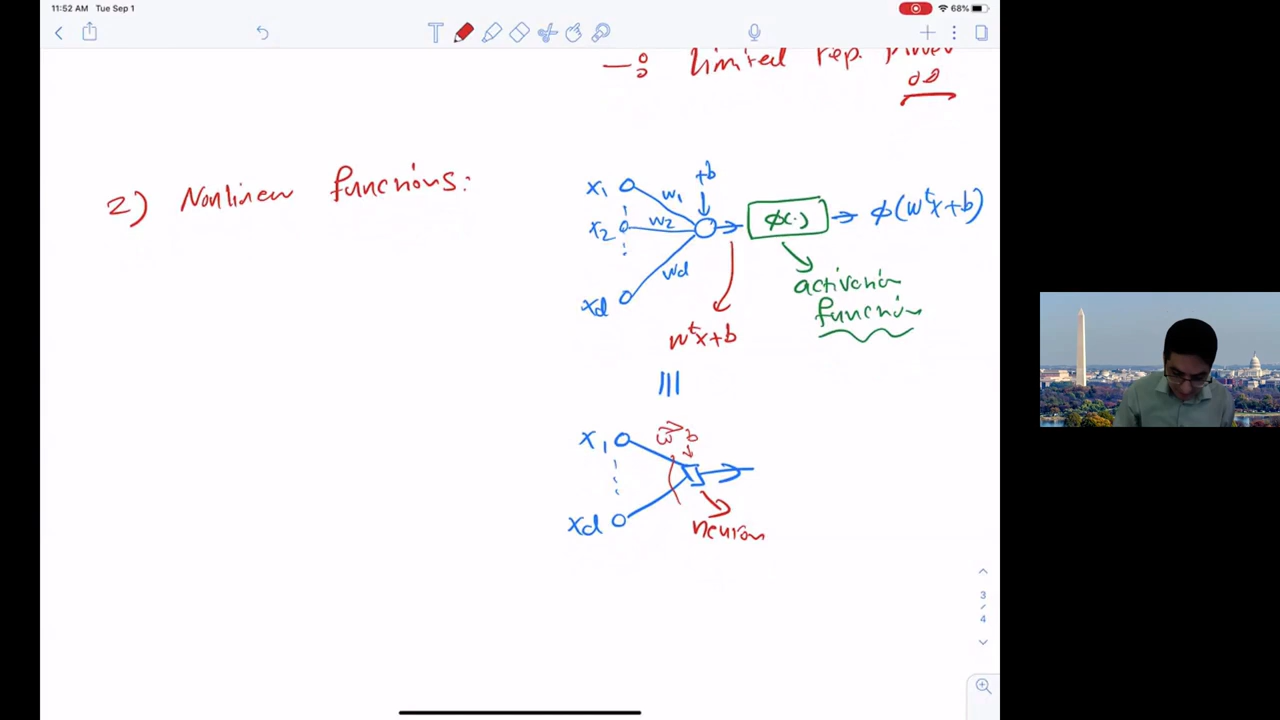 11:52 AM Tue Sep 1
68%
T
—: limited rep. power
2) Nonlinear functions:
+b
x1 w1
x2 w2
xd wd
φ(.)
φ(wᵗx+b)
activation
function
wᵗx+b
|||
x1
w⃗ b
xd
neuron
3
/
4